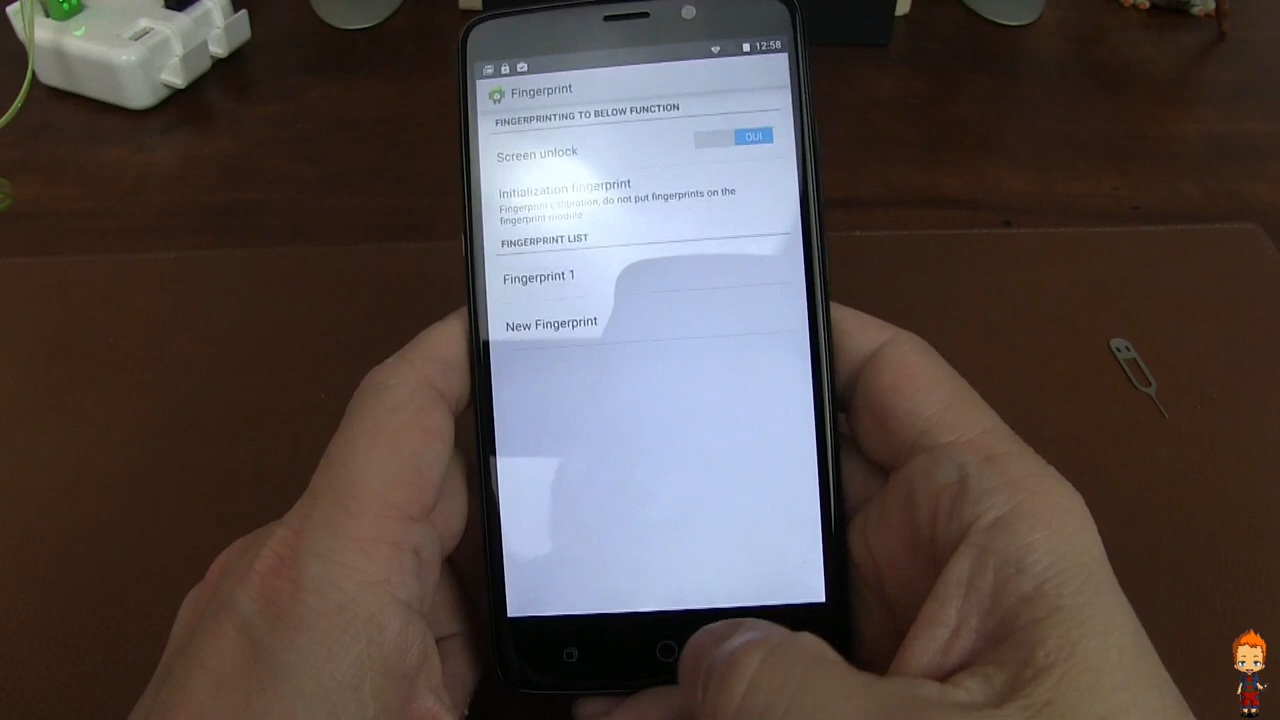 12:58
Fingerprint
FINGERPRINTING TO BELOW FUNCTION
Screen unlock
OUI
Initialization fingerprint
Fingerprint calibration, do not put fingerprints on the
fingerprint module
FINGERPRINT LIST
Fingerprint 1
New Fingerprint